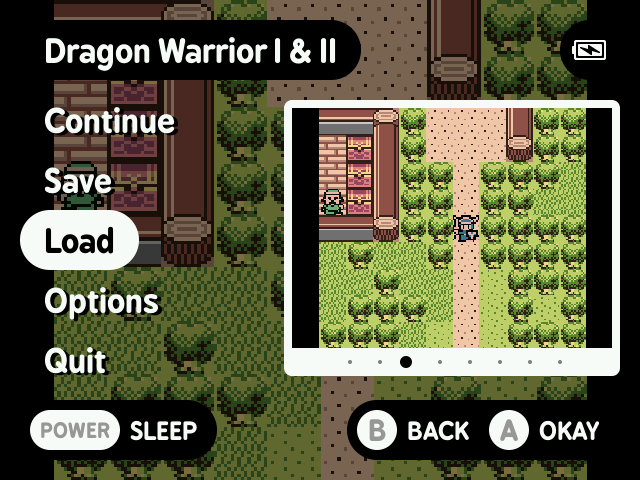 Dragon Warrior I & II
Continue
Save
Load
Options
Quit
POWER SLEEP
B BACK A OKAY